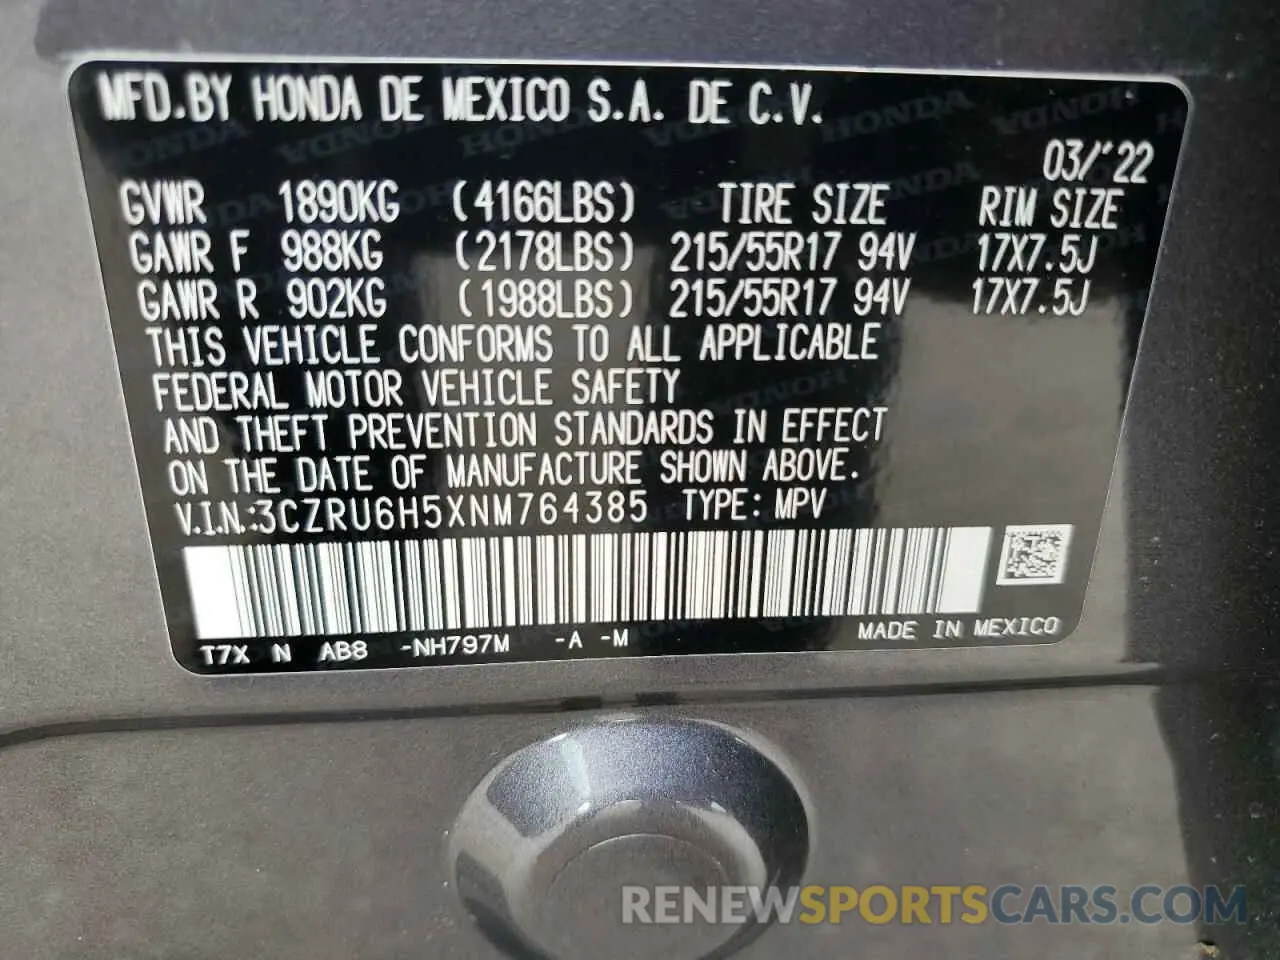 MFD.BY HONDA DE MEXICO S.A. DE C.V.
03/'22
GVWR 1890KG (4166LBS) TIRE SIZE RIM SIZE
GAWR F 988KG (2178LBS) 215/55R17 94V 17X7.5J
GAWR R 902KG (1988LBS) 215/55R17 94V 17X7.5J
THIS VEHICLE CONFORMS TO ALL APPLICABLE
FEDERAL MOTOR VEHICLE SAFETY
AND THEFT PREVENTION STANDARDS IN EFFECT
ON THE DATE OF MANUFACTURE SHOWN ABOVE.
V.I.N.:3CZRU6H5XNM764385 TYPE: MPV
T7X N AB8 -NH797M -A -M MADE IN MEXICO
RENEWSPORTSCARS.COM